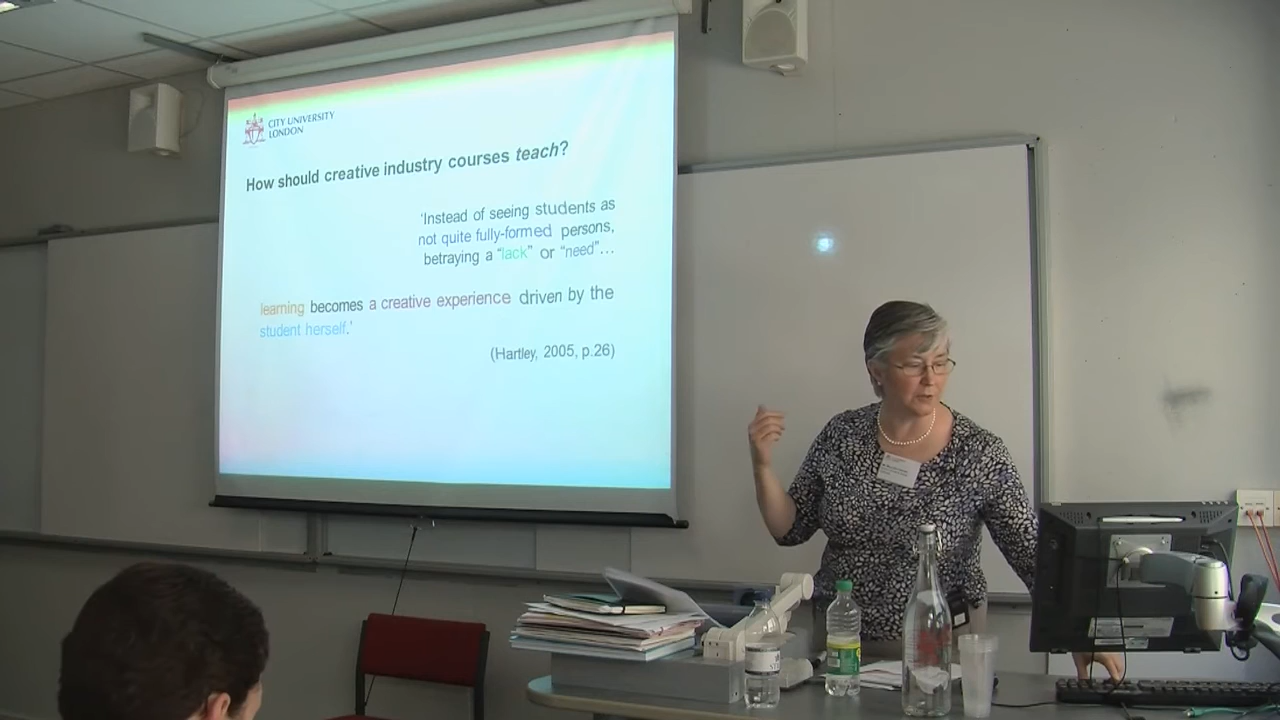 CITY UNIVERSITY
LONDON
How should creative industry courses teach?
‘Instead of seeing students as
not quite fully-formed persons,
betraying a “lack” or “need”…
learning becomes a creative experience driven by the
student herself.’
(Hartley, 2005, p.26)